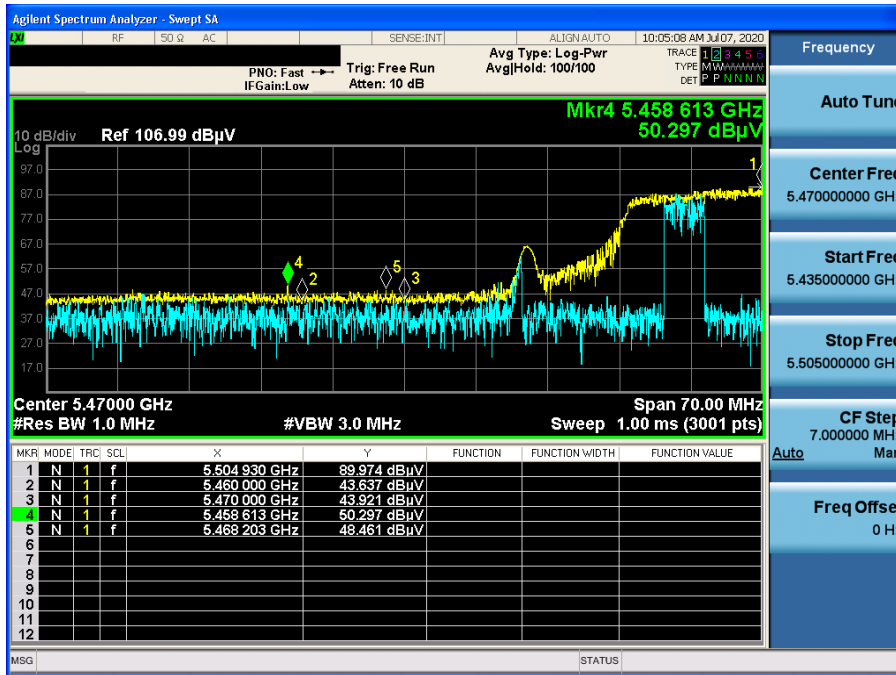 Agilent Spectrum Analyzer - Swept SA
LXI RF 50 Ω AC SENSE:INT ALIGN AUTO 10:05:08 AM Jul 07, 2020
PNO: Fast
IFGain:Low
Trig: Free Run
Atten: 10 dB
Avg Type: Log-Pwr
Avg|Hold: 100/100
TRACE 1 2 3 4 5 6
TYPE MWWWWW
DET P P N N N N
Mkr4 5.458 613 GHz
50.297 dBµV
10 dB/div Ref 106.99 dBµV
Log
97.0
87.0
77.0
67.0
57.0
47.0
37.0
27.0
17.0
1
4
2
5
3
Center 5.47000 GHz Span 70.00 MHz
#Res BW 1.0 MHz #VBW 3.0 MHz Sweep 1.00 ms (3001 pts)
MKR MODE TRC SCL X Y FUNCTION FUNCTION WIDTH FUNCTION VALUE
1 N 1 f 5.504 930 GHz 89.974 dBµV
2 N 1 f 5.460 000 GHz 43.637 dBµV
3 N 1 f 5.470 000 GHz 43.921 dBµV
4 N 1 f 5.458 613 GHz 50.297 dBµV
5 N 1 f 5.468 203 GHz 48.461 dBµV
6
7
8
9
10
11
12
MSG STATUS
Frequency
Auto Tun
Center Fre
5.470000000 GH
Start Fre
5.435000000 GH
Stop Fre
5.505000000 GH
CF Step
7.000000 MH
Auto Mar
Freq Offse
0 H